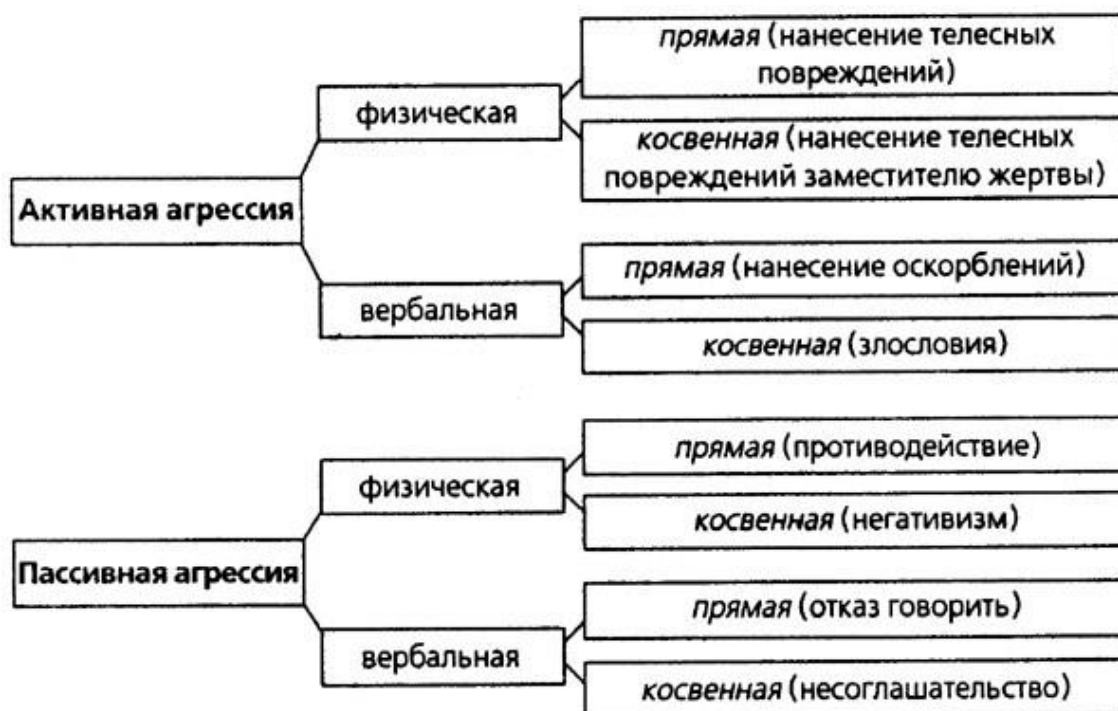 прямая (нанесение телесных
повреждений)
физическая
косвенная (нанесение телесных
повреждений заместителю жертвы)
Активная агрессия
прямая (нанесение оскорблений)
вербальная
косвенная (злословия)
прямая (противодействие)
физическая
косвенная (негативизм)
Пассивная агрессия
прямая (отказ говорить)
вербальная
косвенная (несоглашательство)